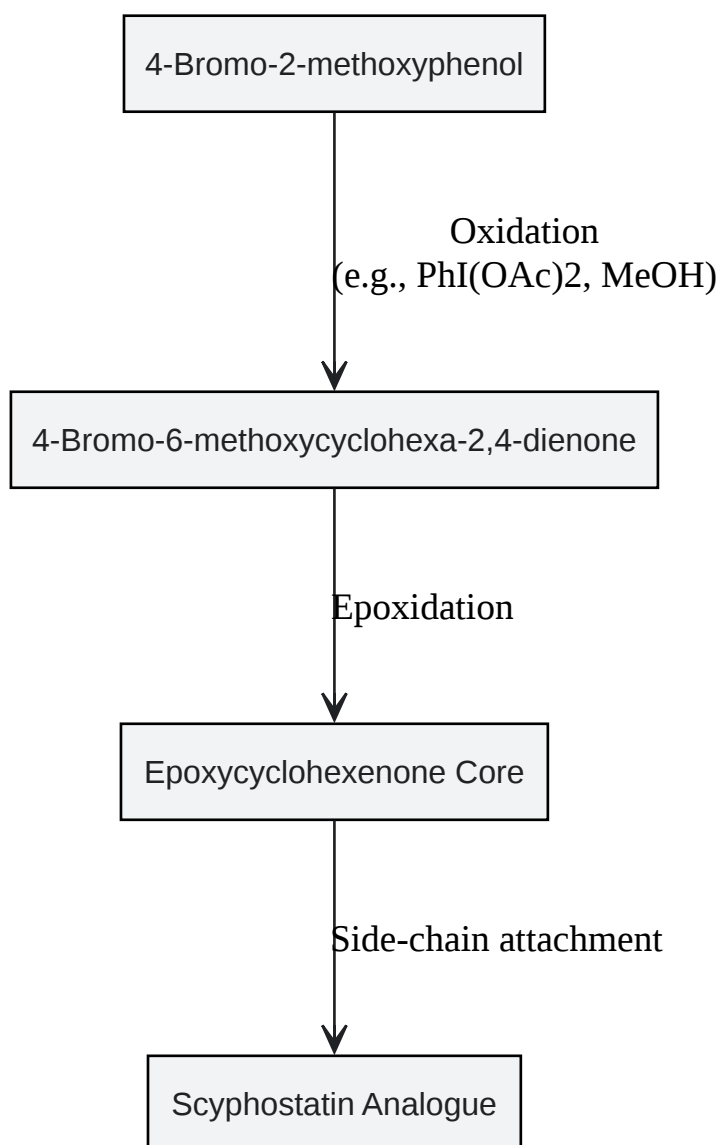 4-Bromo-2-methoxyphenol
Oxidation
(e.g., PhI(OAc)2, MeOH)
4-Bromo-6-methoxycyclohexa-2,4-dienone
Epoxidation
Epoxycyclohexenone Core
Side-chain attachment
Scyphostatin Analogue